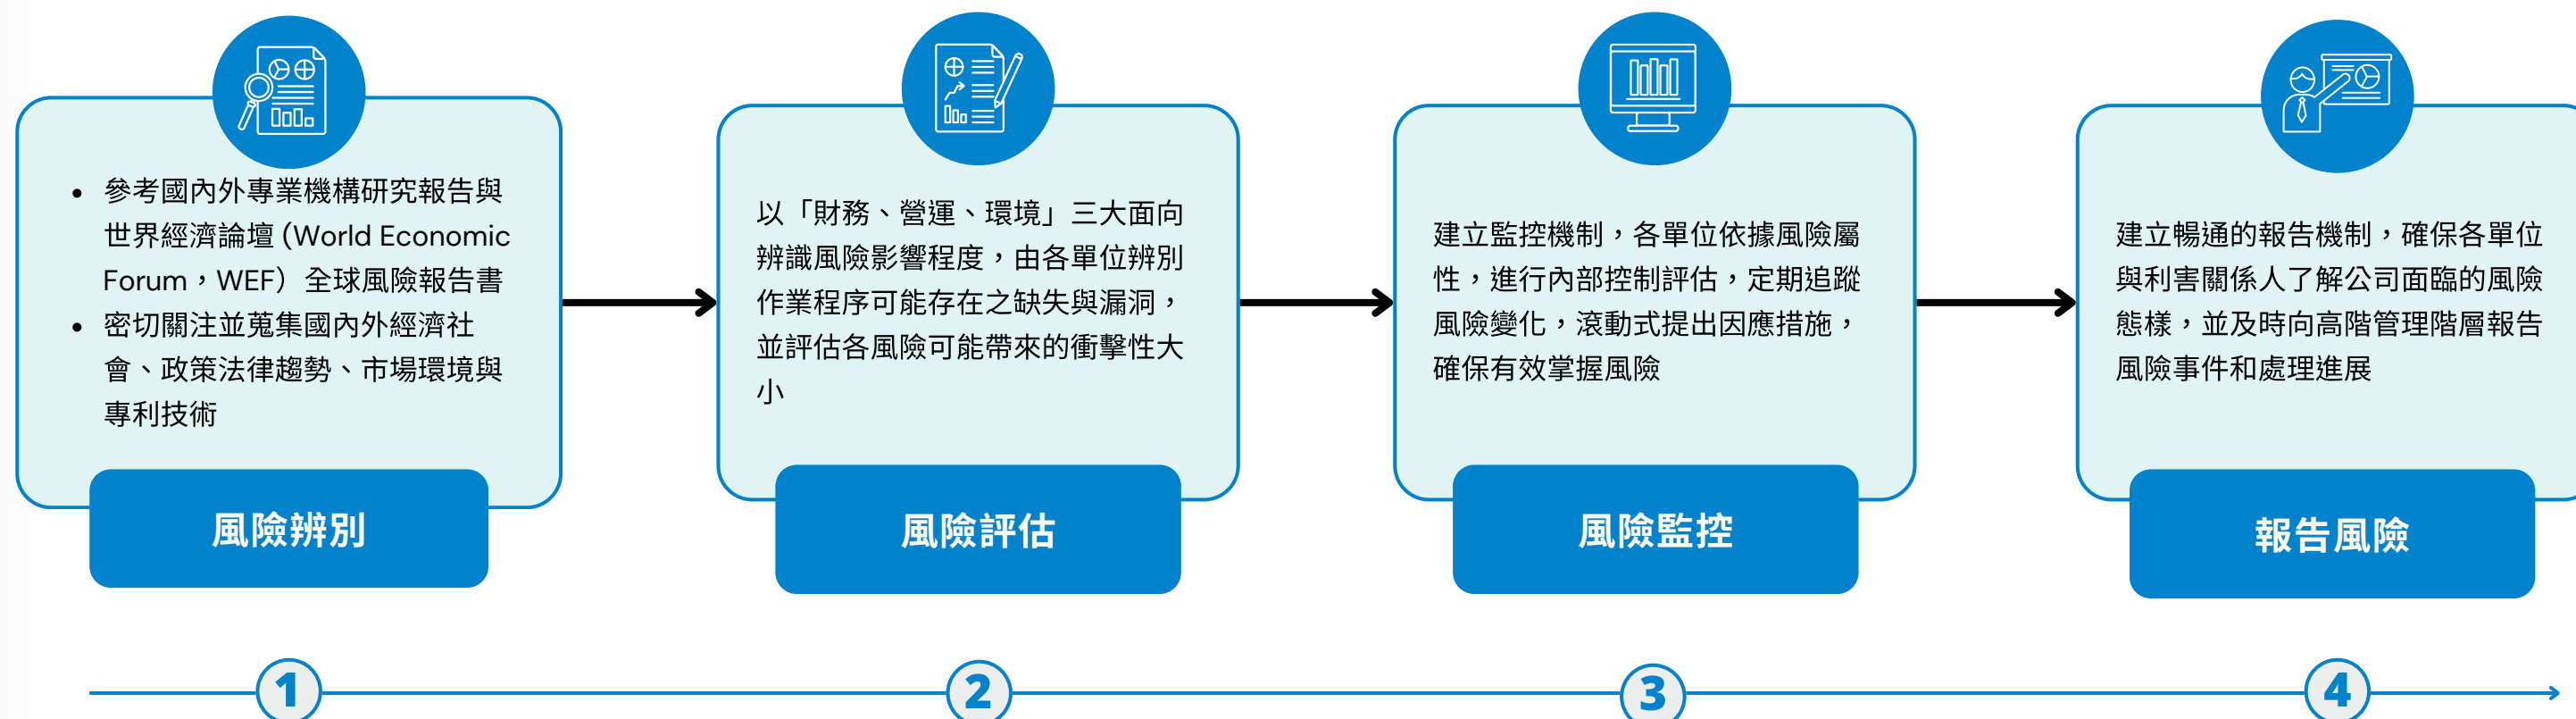 參考國內外專業機構研究報告與
世界經濟論壇 (World Economic
Forum，WEF）全球風險報告書
密切關注並蒐集國內外經濟社
會、政策法律趨勢、市場環境與
專利技術
風險辨別
以「財務、營運、環境」三大面向
辨識風險影響程度，由各單位辨別
作業程序可能存在之缺失與漏洞，
並評估各風險可能帶來的衝擊性大
小
風險評估
建立監控機制，各單位依據風險屬
性，進行內部控制評估，定期追蹤
風險變化，滾動式提出因應措施，
確保有效掌握風險
風險監控
建立暢通的報告機制，確保各單位
與利害關係人了解公司面臨的風險
態樣，並及時向高階管理階層報告
風險事件和處理進展
報告風險
1
2
3
4